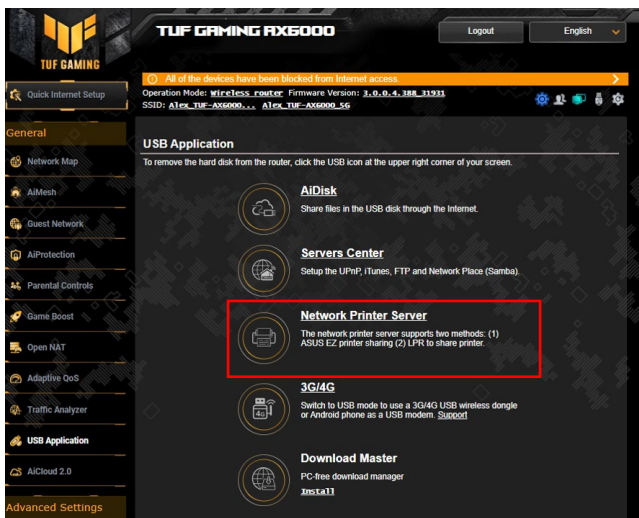 TUF GAMING AX6000
Logout
English
TUF GAMING
All of the devices have been blocked from Internet access.
Quick Internet Setup
Operation Mode: Wireless router Firmware Version: 3.0.0.4.388_31931
SSID: Alex_TUF-AX6000... Alex_TUF-AX6000_5G
General
Network Map
AiMesh
Guest Network
AiProtection
Parental Controls
Game Boost
Open NAT
Adaptive QoS
Traffic Analyzer
USB Application
AiCloud 2.0
Advanced Settings
USB Application
To remove the hard disk from the router, click the USB icon at the upper right corner of your screen.
AiDisk
Share files in the USB disk through the Internet.
Servers Center
Setup the UPnP, iTunes, FTP and Network Place (Samba).
Network Printer Server
The network printer server supports two methods: (1)
ASUS EZ printer sharing (2) LPR to share printer.
3G/4G
4G
Switch to USB mode to use a 3G/4G USB wireless dongle
or Android phone as a USB modem. Support
Download Master
PC-free download manager
Install